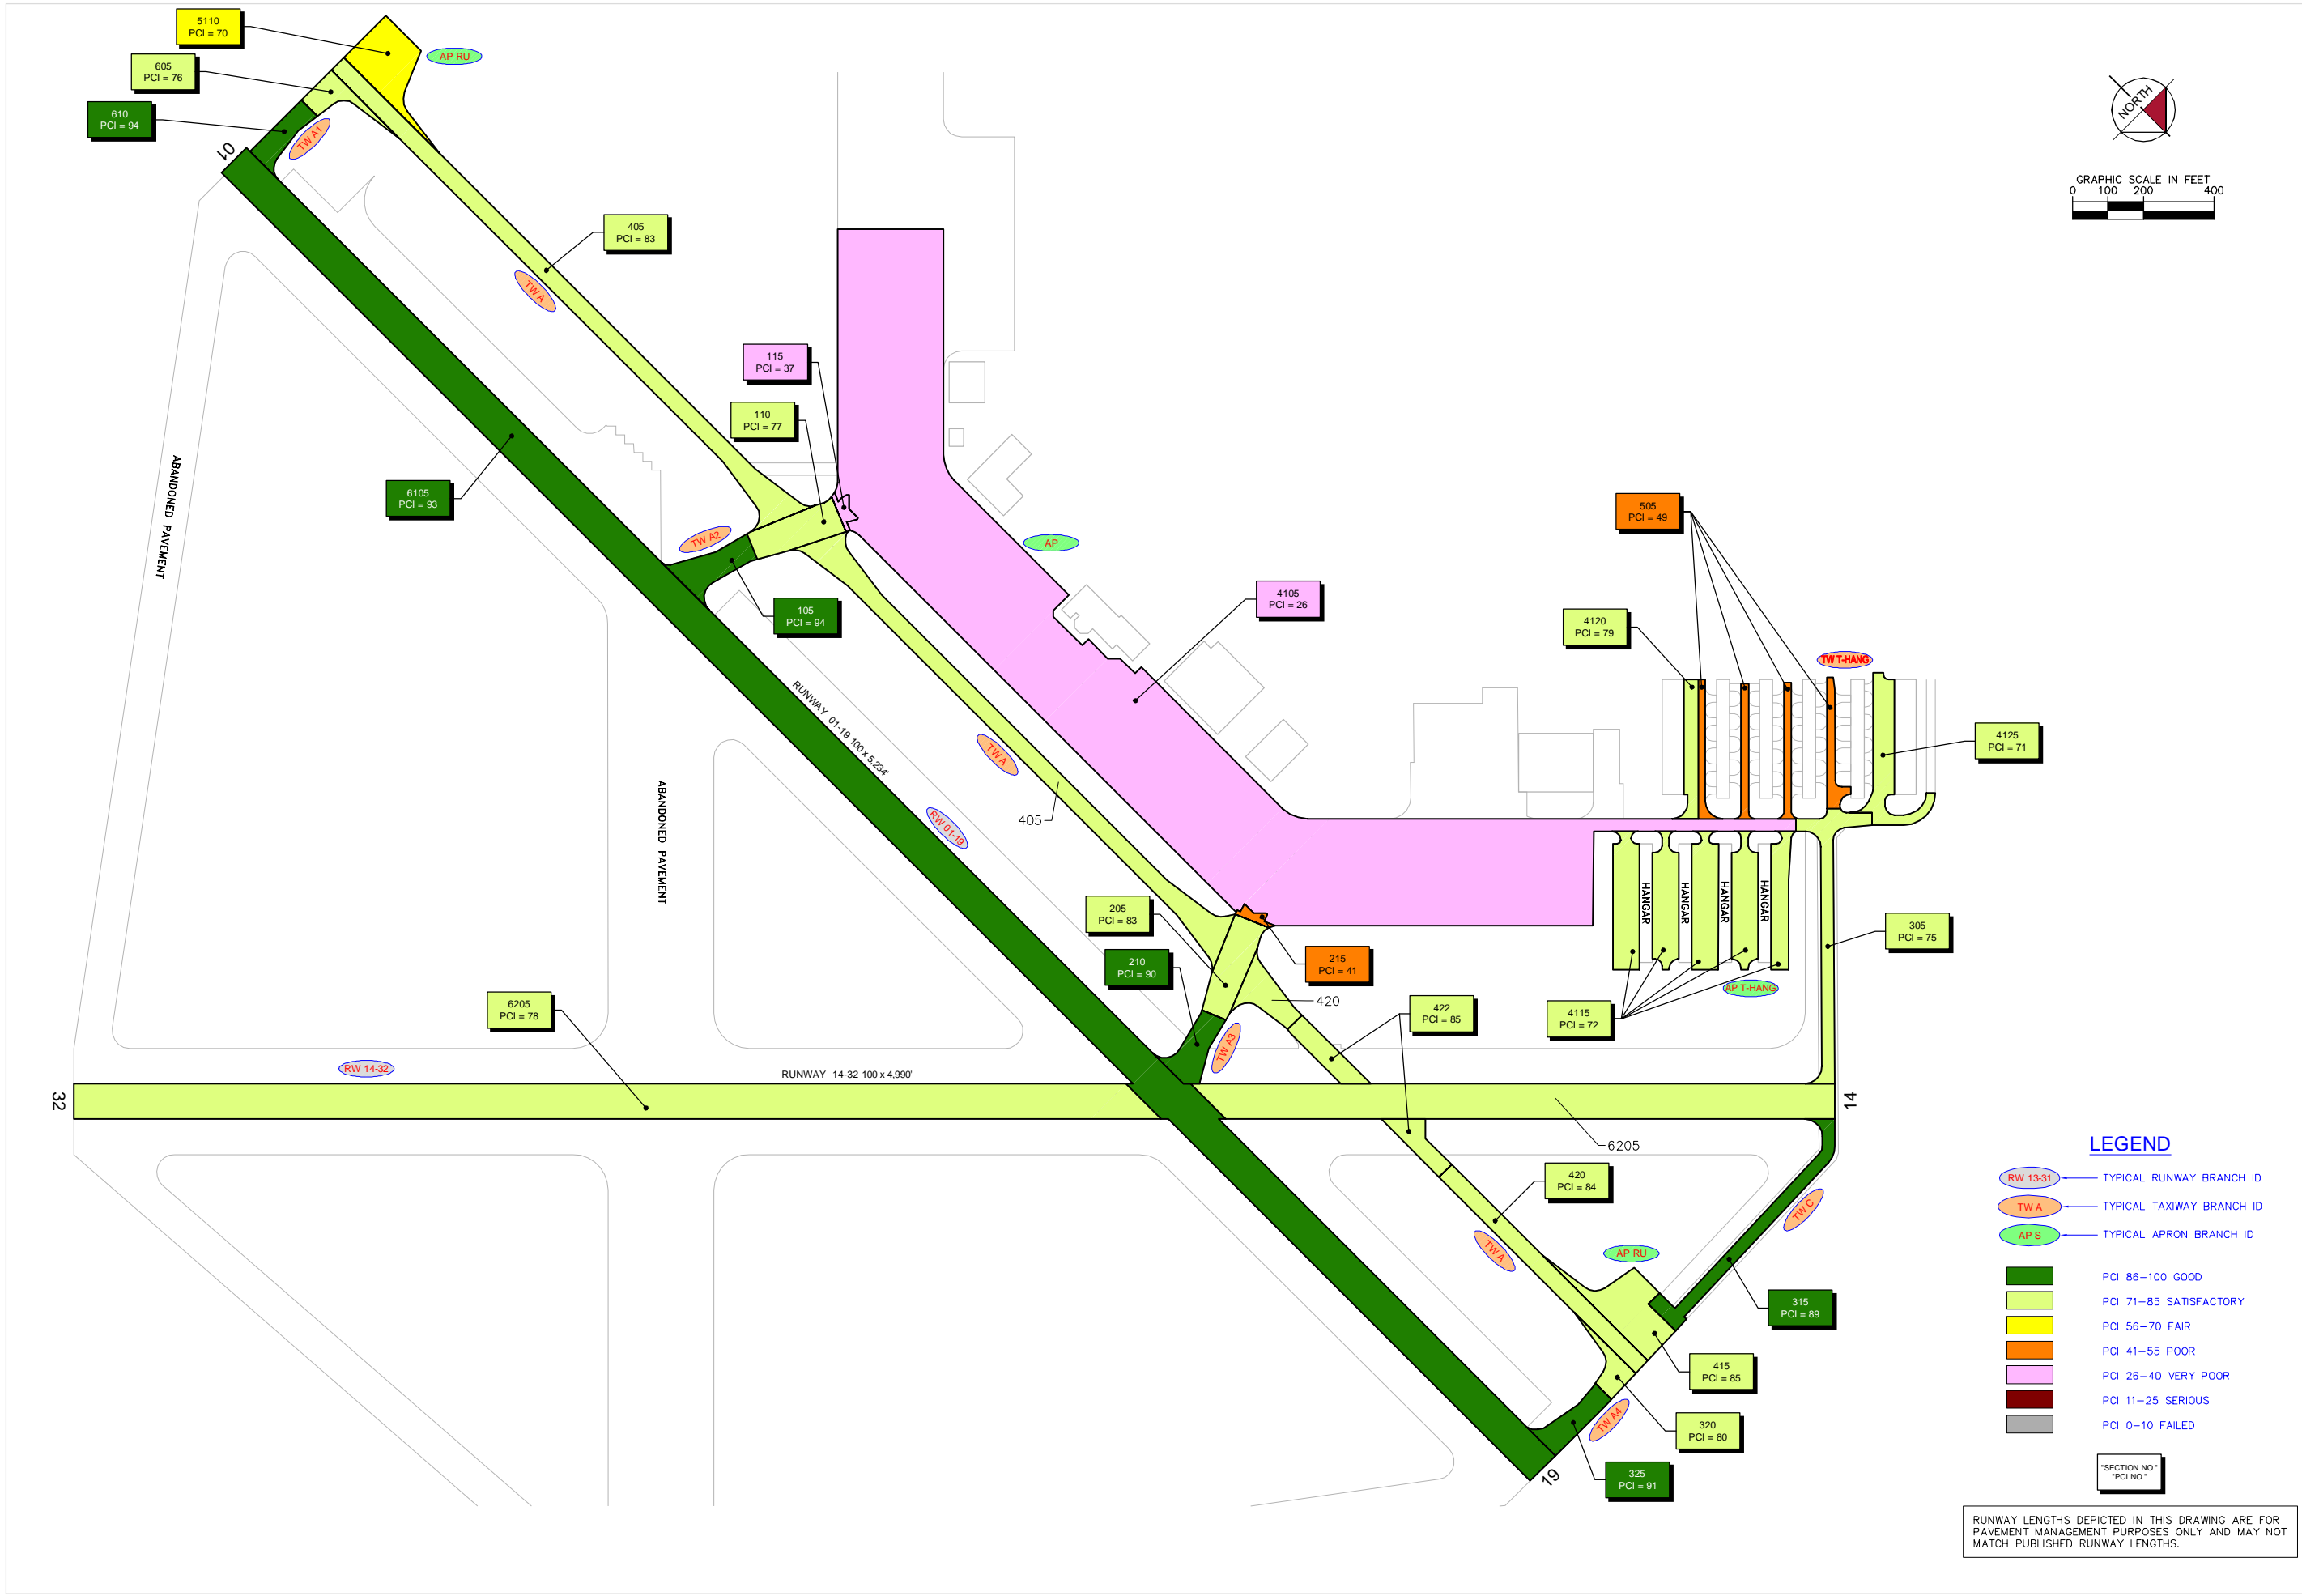 5110
PCI = 70
AP RU
605
PCI = 76
610
PCI = 94
TW A1
01
NORTH
GRAPHIC SCALE IN FEET
0 100 200 400
405
PCI = 83
TW A
115
PCI = 37
110
PCI = 77
6105
PCI = 93
ABANDONED PAVEMENT
TW A2
105
PCI = 94
AP
4105
PCI = 26
505
PCI = 49
4120
PCI = 79
TW T-HANG
4125
PCI = 71
RUNWAY 01-19 100 x 5,234'
TW A
ABANDONED PAVEMENT
RW 01-19
405
HANGAR
HANGAR
HANGAR
HANGAR
205
PCI = 83
305
PCI = 75
210
PCI = 90
215
PCI = 41
AP T-HANG
420
422
PCI = 85
4115
PCI = 72
6205
PCI = 78
TW A3
RW 14-32
RUNWAY 14-32 100 x 4,990'
32
14
6205
420
PCI = 84
TW C
TW A
AP RU
315
PCI = 89
415
PCI = 85
TW A4
320
PCI = 80
19
325
PCI = 91
LEGEND
RW 13-31 TYPICAL RUNWAY BRANCH ID
TW A TYPICAL TAXIWAY BRANCH ID
AP S TYPICAL APRON BRANCH ID
PCI 86-100 GOOD
PCI 71-85 SATISFACTORY
PCI 56-70 FAIR
PCI 41-55 POOR
PCI 26-40 VERY POOR
PCI 11-25 SERIOUS
PCI 0-10 FAILED
"SECTION NO."
"PCI NO."
RUNWAY LENGTHS DEPICTED IN THIS DRAWING ARE FOR
PAVEMENT MANAGEMENT PURPOSES ONLY AND MAY NOT
MATCH PUBLISHED RUNWAY LENGTHS.